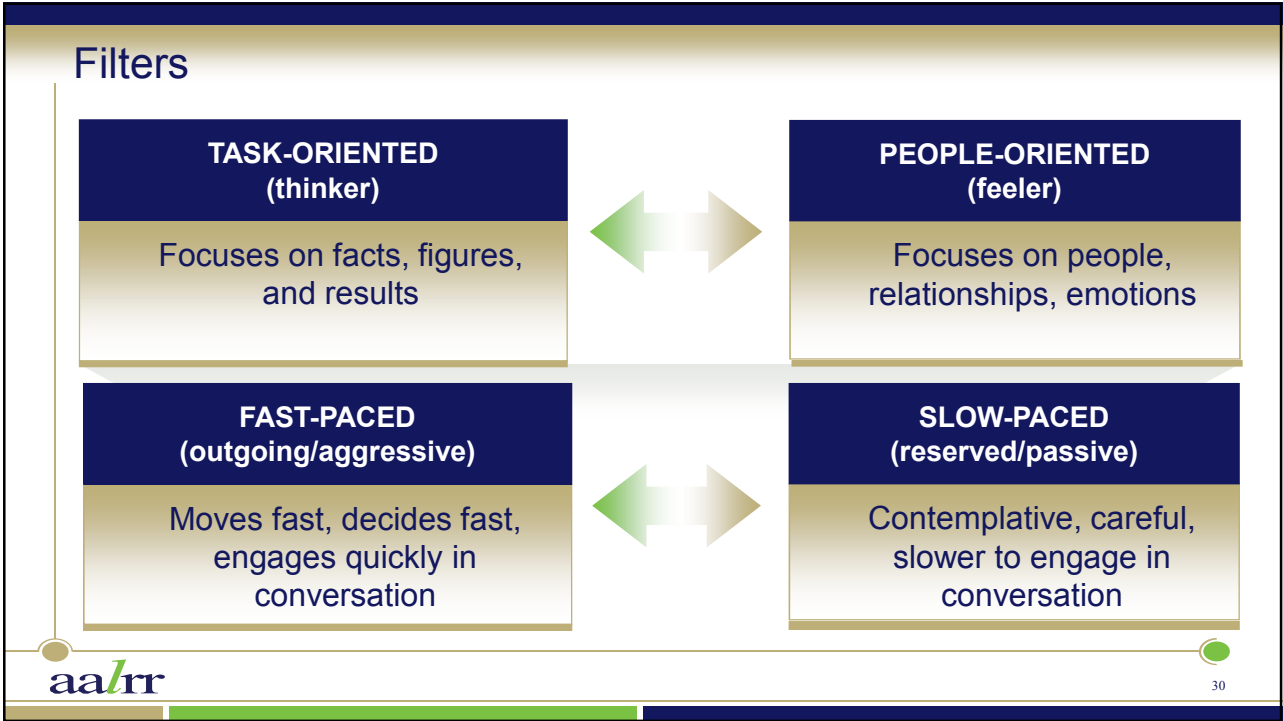 Filters
TASK-ORIENTED
(thinker)
Focuses on facts, figures,
and results
PEOPLE-ORIENTED
(feeler)
Focuses on people,
relationships, emotions
FAST-PACED
(outgoing/aggressive)
Moves fast, decides fast,
engages quickly in
conversation
SLOW-PACED
(reserved/passive)
Contemplative, careful,
slower to engage in
conversation
aalrr
30